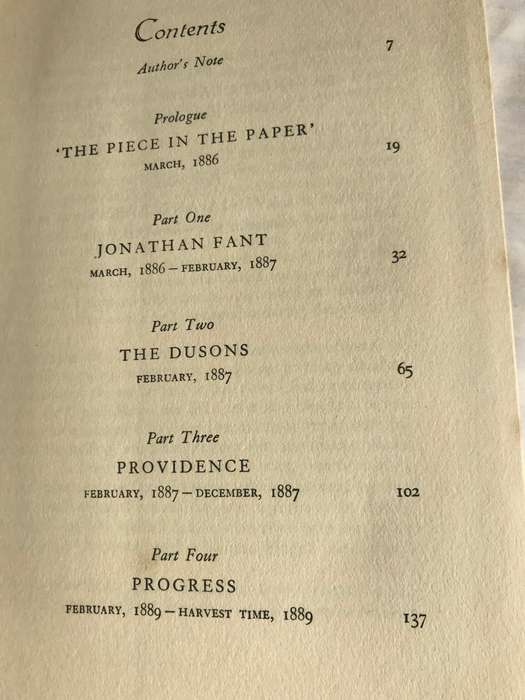 Contents
Author's Note 7
Prologue
'THE PIECE IN THE PAPER' 19
MARCH, 1886
Part One
JONATHAN FANT 32
MARCH, 1886 – FEBRUARY, 1887
Part Two
THE DUSONS
FEBRUARY, 1887 65
Part Three
PROVIDENCE
FEBRUARY, 1887 – DECEMBER, 1887 102
Part Four
PROGRESS
FEBRUARY, 1889 – HARVEST TIME, 1889 137